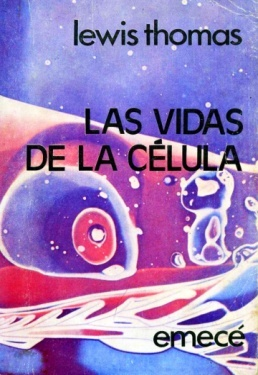 lewis thomas
LAS VIDAS
DE LA CÉLULA
emecé